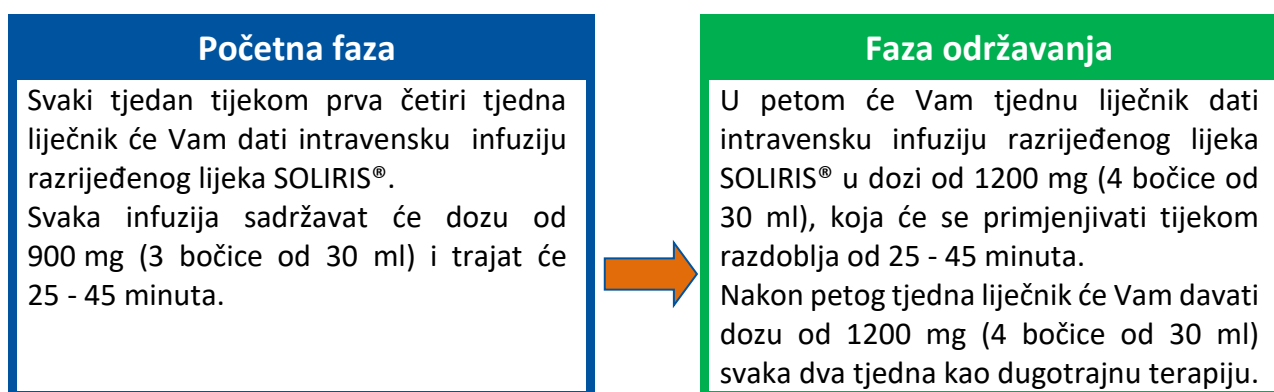 Početna faza
Svaki tjedan tijekom prva četiri tjedna
liječnik će Vam dati intravensku infuziju
razrijeđenog lijeka SOLIRIS®.
Svaka infuzija sadržavat će dozu od
900 mg (3 bočice od 30 ml) i trajat će
25 - 45 minuta.
Faza održavanja
U petom će Vam tjednu liječnik dati
intravensku infuziju razrijeđenog lijeka
SOLIRIS® u dozi od 1200 mg (4 bočice od
30 ml), koja će se primjenjivati tijekom
razdoblja od 25 - 45 minuta.
Nakon petog tjedna liječnik će Vam davati
dozu od 1200 mg (4 bočice od 30 ml)
svaka dva tjedna kao dugotrajnu terapiju.